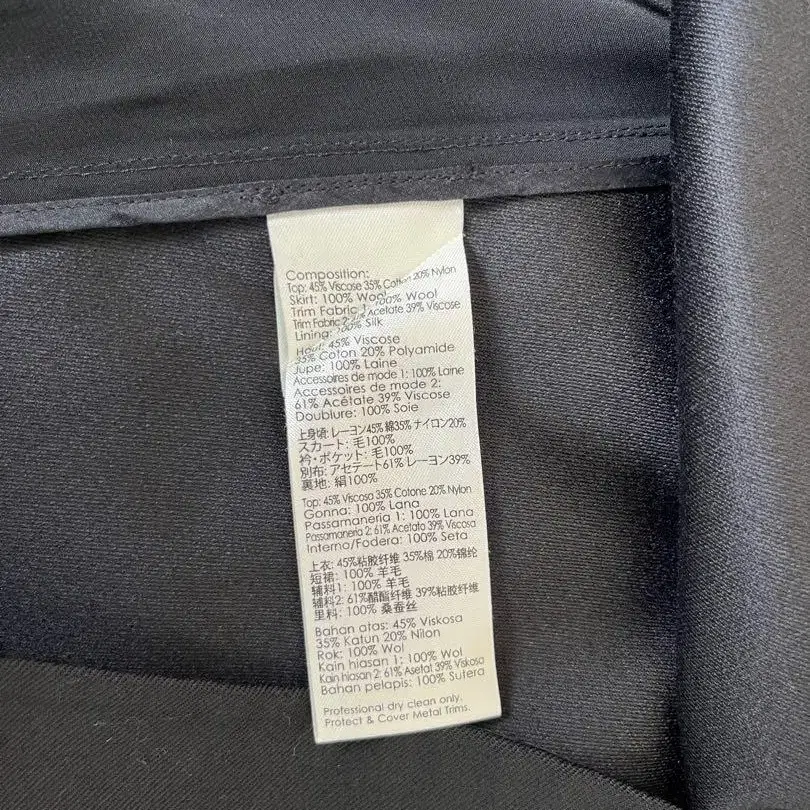 Composition:
Top: 45% Viscose 35% Cotton 20% Nylon
Skirt: 100% Wool
Trim Fabric 1: 100% Wool
Trim Fabric 2: 61% Acetate 39% Viscose
Lining: 100% Silk
Haut: 45% Viscose
35% Coton 20% Polyamide
Jupe: 100% Laine
Accessoires de mode 1: 100% Laine
Accessoires de mode 2:
61% Acétate 39% Viscose
Doublure: 100% Soie
上身頃: レーヨン45% 綿35% ナイロン20%
スカート: 毛100%
衿・ポケット: 毛100%
別布: アセテート61% レーヨン39%
裏地: 絹100%
Top: 45% Viscosa 35% Cotone 20% Nylon
Gonna: 100% Lana
Passamaneria 1: 100% Lana
Passamaneria 2: 61% Acetato 39% Viscosa
Interno/Fodera: 100% Seta
上衣: 45%粘胶纤维 35%棉 20%锦纶
短裙: 100% 羊毛
辅料1: 100% 羊毛
辅料2: 61%醋酯纤维 39%粘胶纤维
里料: 100% 桑蚕丝
Bahan atas: 45% Viskosa
35% Katun 20% Nilon
Rok: 100% Wol
Kain hiasan 1: 100% Wol
Kain hiasan 2: 61% Asetat 39% Viskosa
Bahan pelapis: 100% Sutera
Professional dry clean only.
Protect & Cover Metal Trims.